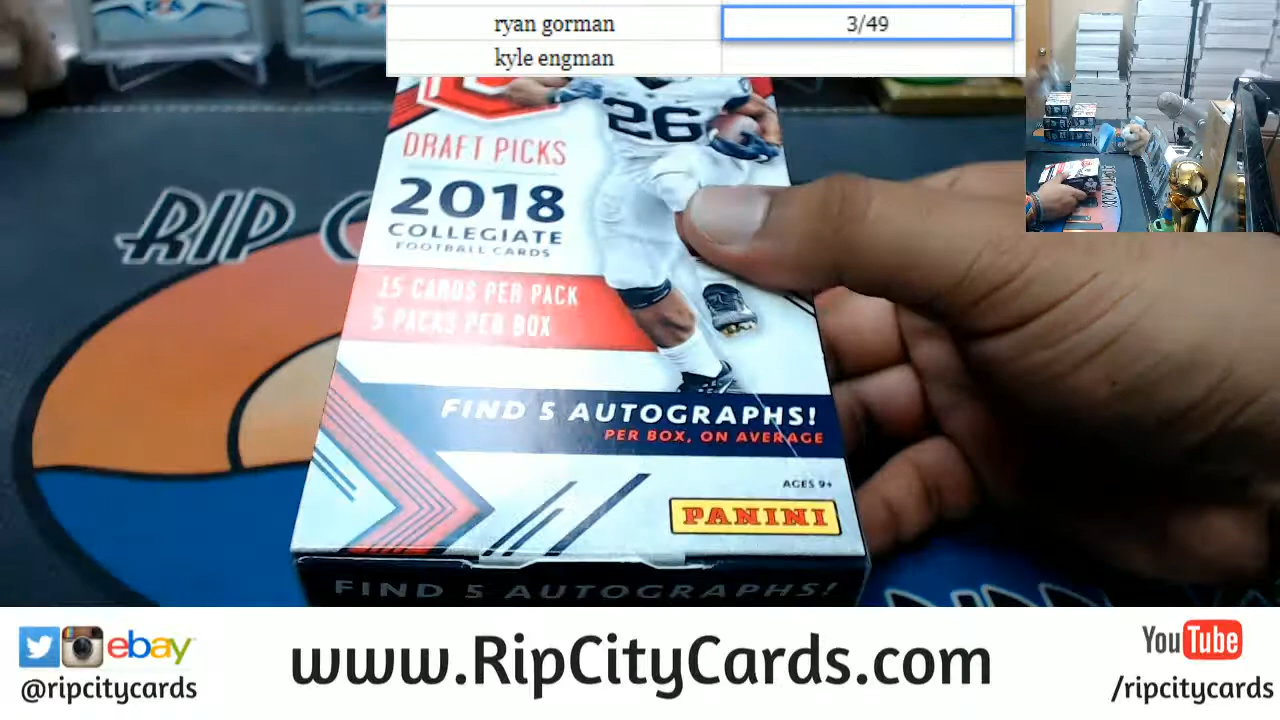 ryan gorman 3/49
kyle engman
26
DRAFT PICKS
2018
COLLEGIATE
FOOTBALL CARDS
15 CARDS PER PACK
5 PACKS PER BOX
FIND 5 AUTOGRAPHS!
PER BOX, ON AVERAGE
AGES 9+
PANINI
FIND 5 AUTOGRAPHS!
RIP C
ebay
@ripcitycards
www.RipCityCards.com
YouTube
/ripcitycards